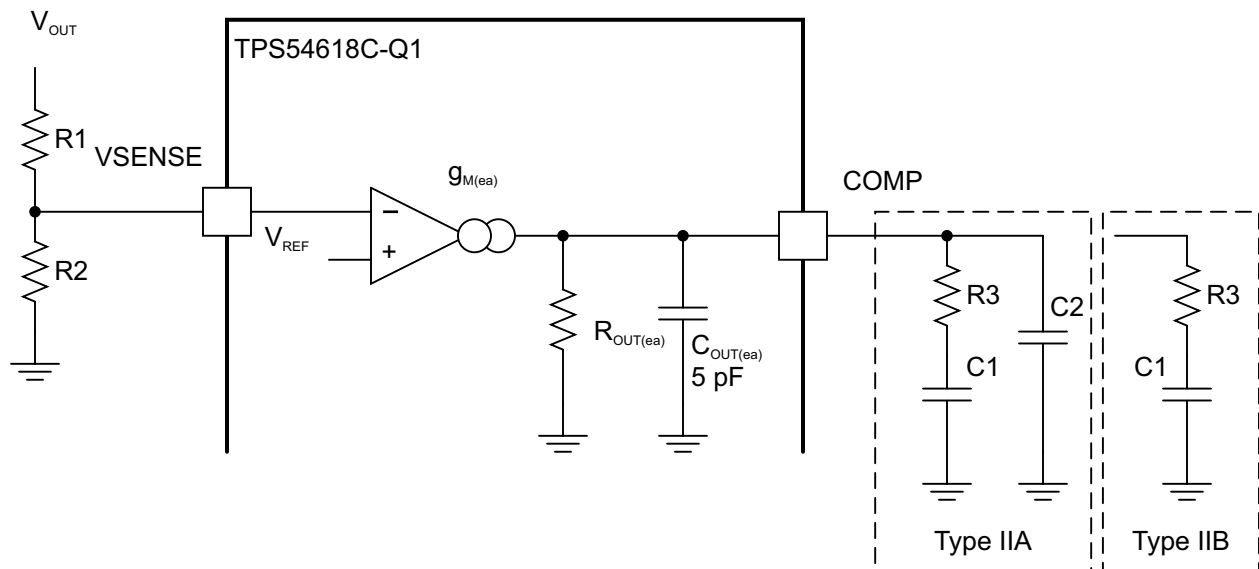 V_OUT
TPS54618C-Q1
R1
VSENSE
g_M(ea)
COMP
−
V_REF
+
R2
R3
C2
R3
R_OUT(ea)
C_OUT(ea)
5 pF
C1
C1
Type IIA
Type IIB